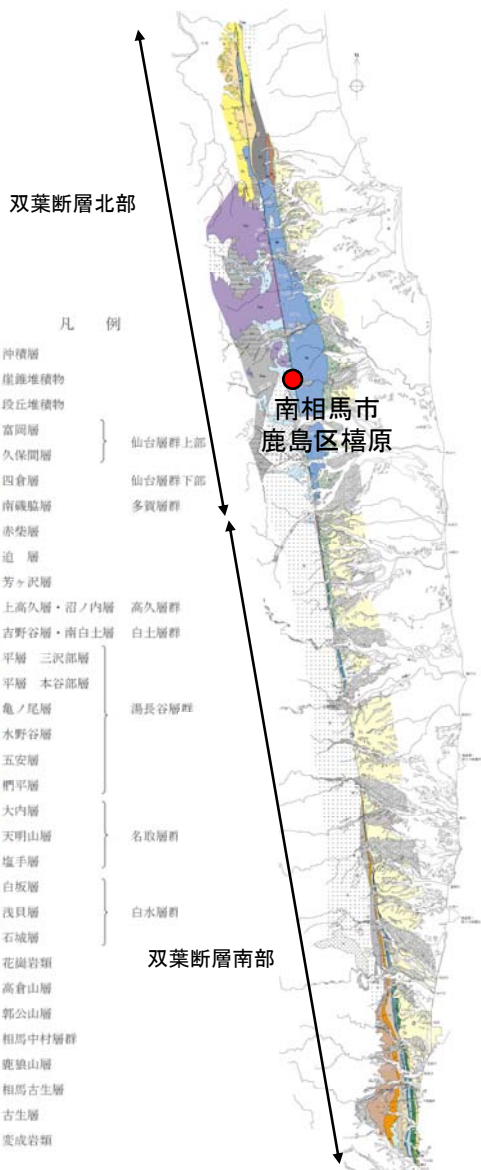 双葉断層北部
南相馬市
鹿島区橲原
双葉断層南部
凡　例
沖積層
崖錐堆積物
段丘堆積物
富岡層
久保間層
仙台層群上部
四倉層　仙台層群下部
南磯脇層　多賀層群
赤柴層
迫　層
芳ヶ沢層
上高久層・沼ノ内層　高久層群
吉野谷層・南白土層　白土層群
平層　三沢部層
平層　本谷部層
亀ノ尾層
水野谷層
五安層
椚平層
湯長谷層群
大内層
天明山層
塩手層
名取層群
白坂層
浅貝層
石城層
白水層群
花崗岩類
高倉山層
郭公山層
相馬中村層群
鹿狼山層
相馬古生層
古生層
変成岩類